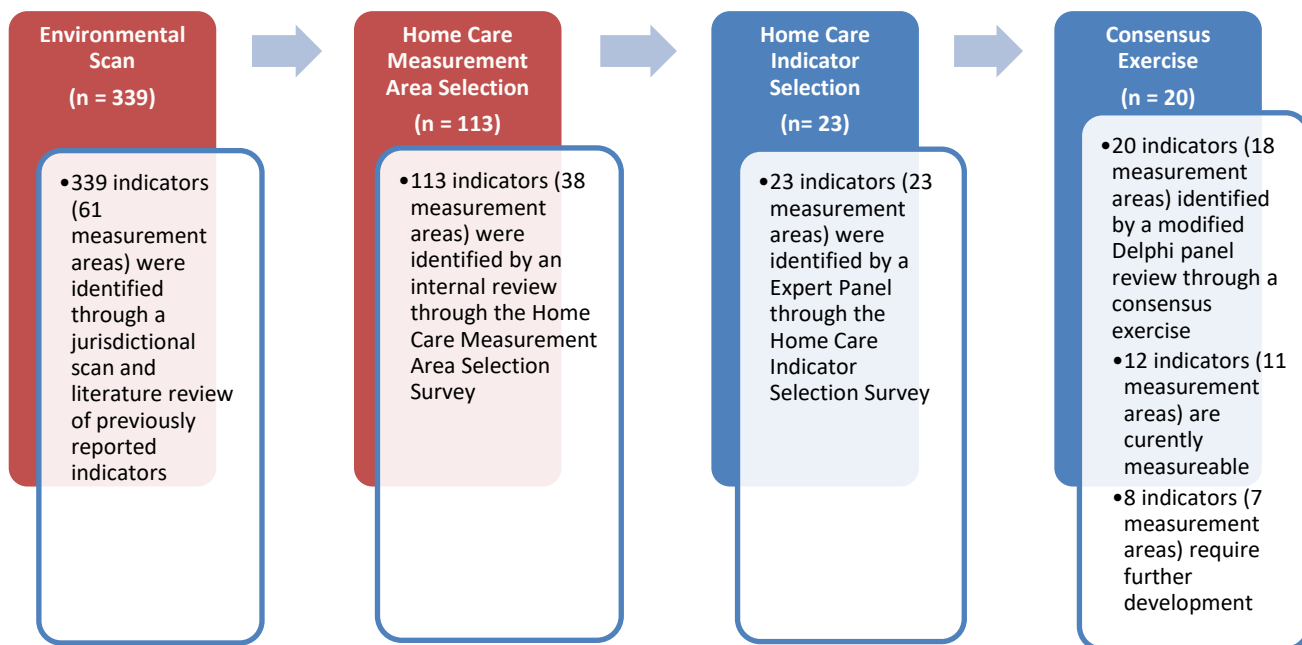 Environmental
Scan
(n = 339)
•339 indicators
(61
measurement
areas) were
identified
through a
jurisdictional
scan and
literature review
of previously
reported
indicators
Home Care
Measurement
Area Selection
(n = 113)
•113 indicators (38
measurement
areas) were
identified by an
internal review
through the Home
Care Measurement
Area Selection
Survey
Home Care
Indicator
Selection
(n= 23)
•23 indicators (23
measurement
areas) were
identified by a
Expert Panel
through the
Home Care
Indicator
Selection Survey
Consensus
Exercise
(n = 20)
•20 indicators (18
measurement
areas) identified
by a modified
Delphi panel
review through a
consensus
exercise
•12 indicators (11
measurement
areas) are
curently
measureable
•8 indicators (7
measurement
areas) require
further
development